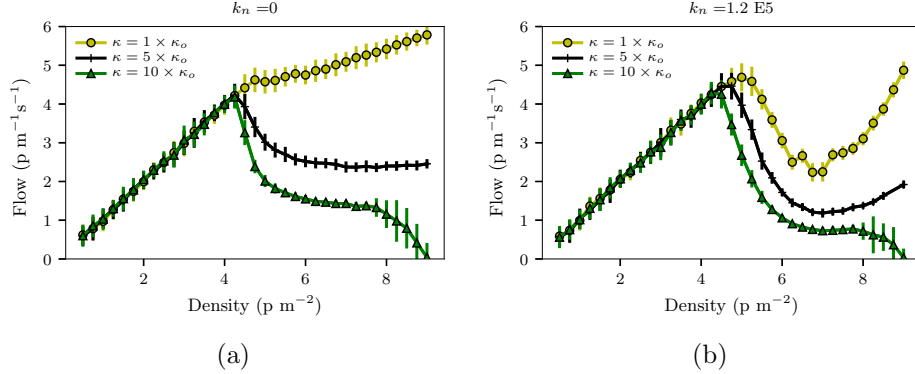 k_n =0
6
5
4
3
2
1
0
Flow (p m⁻¹s⁻¹)
κ = 1 × κ_o
κ = 5 × κ_o
κ = 10 × κ_o
2 4 6 8
Density (p m⁻²)
(a)
k_n =1.2 E5
6
5
4
3
2
1
0
Flow (p m⁻¹s⁻¹)
κ = 1 × κ_o
κ = 5 × κ_o
κ = 10 × κ_o
2 4 6 8
Density (p m⁻²)
(b)